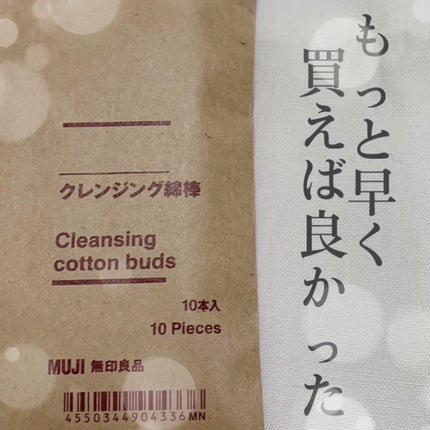 もっと早く
買えば良かった
クレンジング綿棒
Cleansing
cotton buds
10本入
10 Pieces
MUJI 無印良品
4550344904336MN